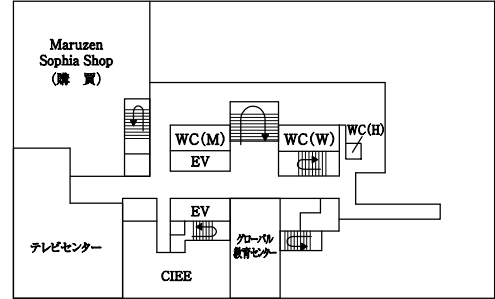 Maruzen
Sophia Shop
(購 買)
WC(M)
WC(W)
WC(H)
EV
EV
テレビセンター
グローバル
教育センター
CIEE